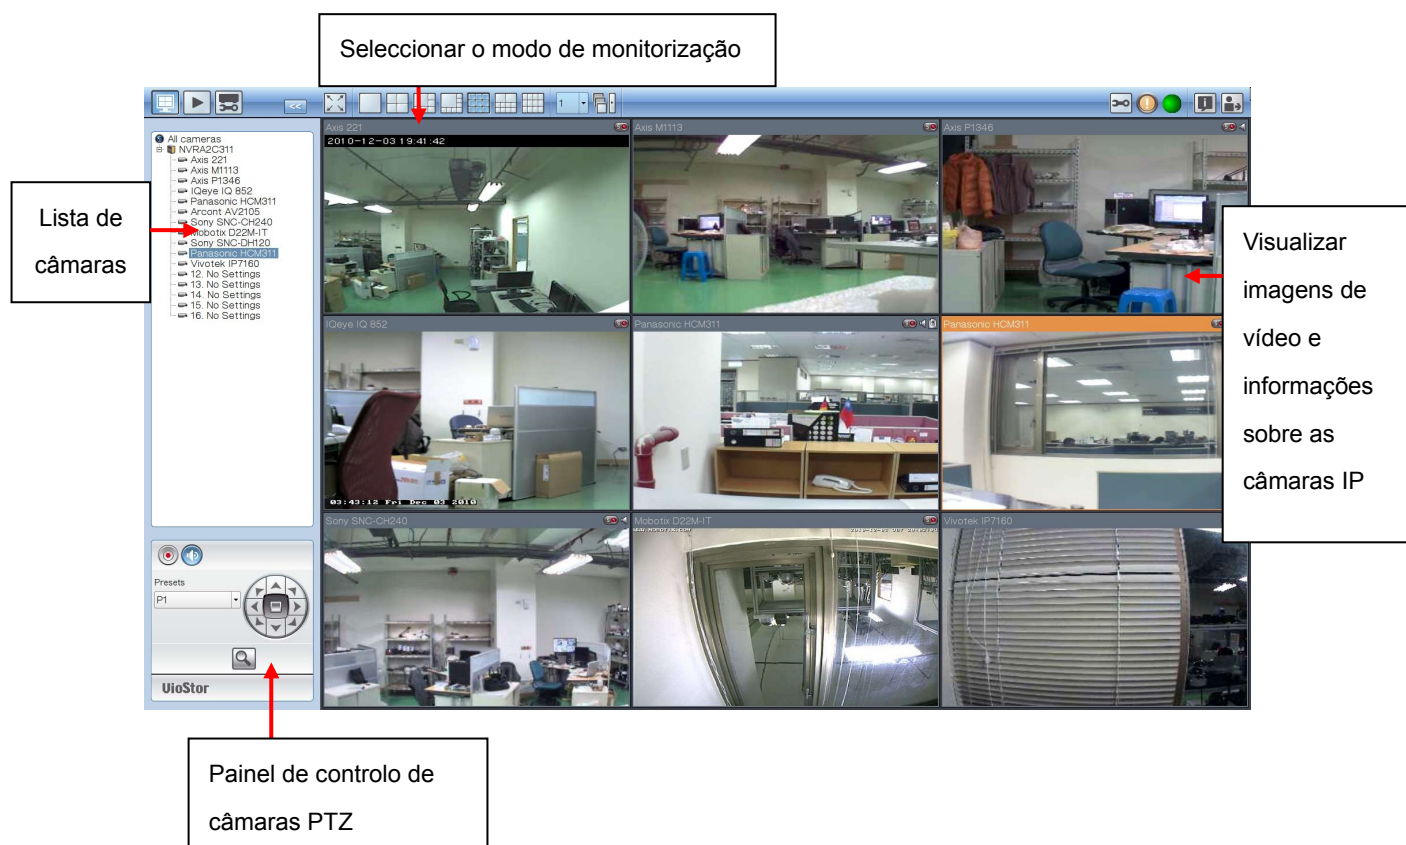 Seleccionar o modo de monitorização
1
All cameras
NVRA2C311
Axis 221
Axis M1113
Axis P1346
IQeye IQ 852
Panasonic HCM311
Arcont AV2105
Sony SNC-CH240
Mobotix D22M-IT
Sony SNC-DH120
Panasonic HCM311
Vivotek IP7160
12. No Settings
13. No Settings
14. No Settings
15. No Settings
16. No Settings
Lista de
câmaras
Axis 221
2010-12-03 19:41:42
Axis M1113
Axis P1346
IQeye IQ 852
03:43:12 Fri Dec 03 2010
Panasonic HCM311
Panasonic HCM311
Sony SNC-CH240
Mobotix D22M-IT
Vivotek IP7160
Visualizar
imagens de
vídeo e
informações
sobre as
câmaras IP
Presets
P1
VioStor
Painel de controlo de
câmaras PTZ